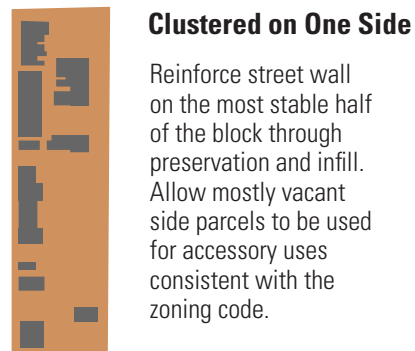 Clustered on One Side
Reinforce street wall
on the most stable half
of the block through
preservation and infill.
Allow mostly vacant
side parcels to be used
for accessory uses
consistent with the
zoning code.